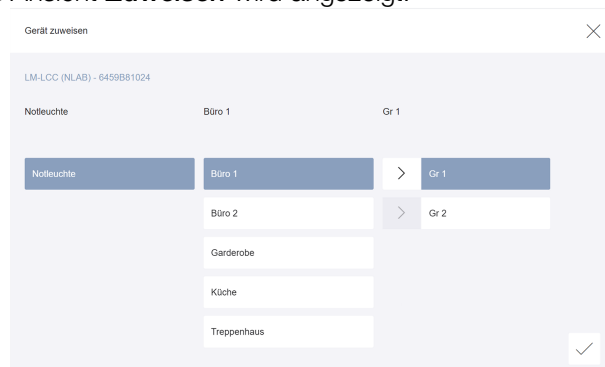 Ansicht Zuweisen wird angezeigt.
Gerät zuweisen
LM-LCC (NLAB) - 6459B81024
Notleuchte Büro 1 Gr 1
Notleuchte Büro 1 Gr 1
Büro 2 Gr 2
Garderobe
Küche
Treppenhaus